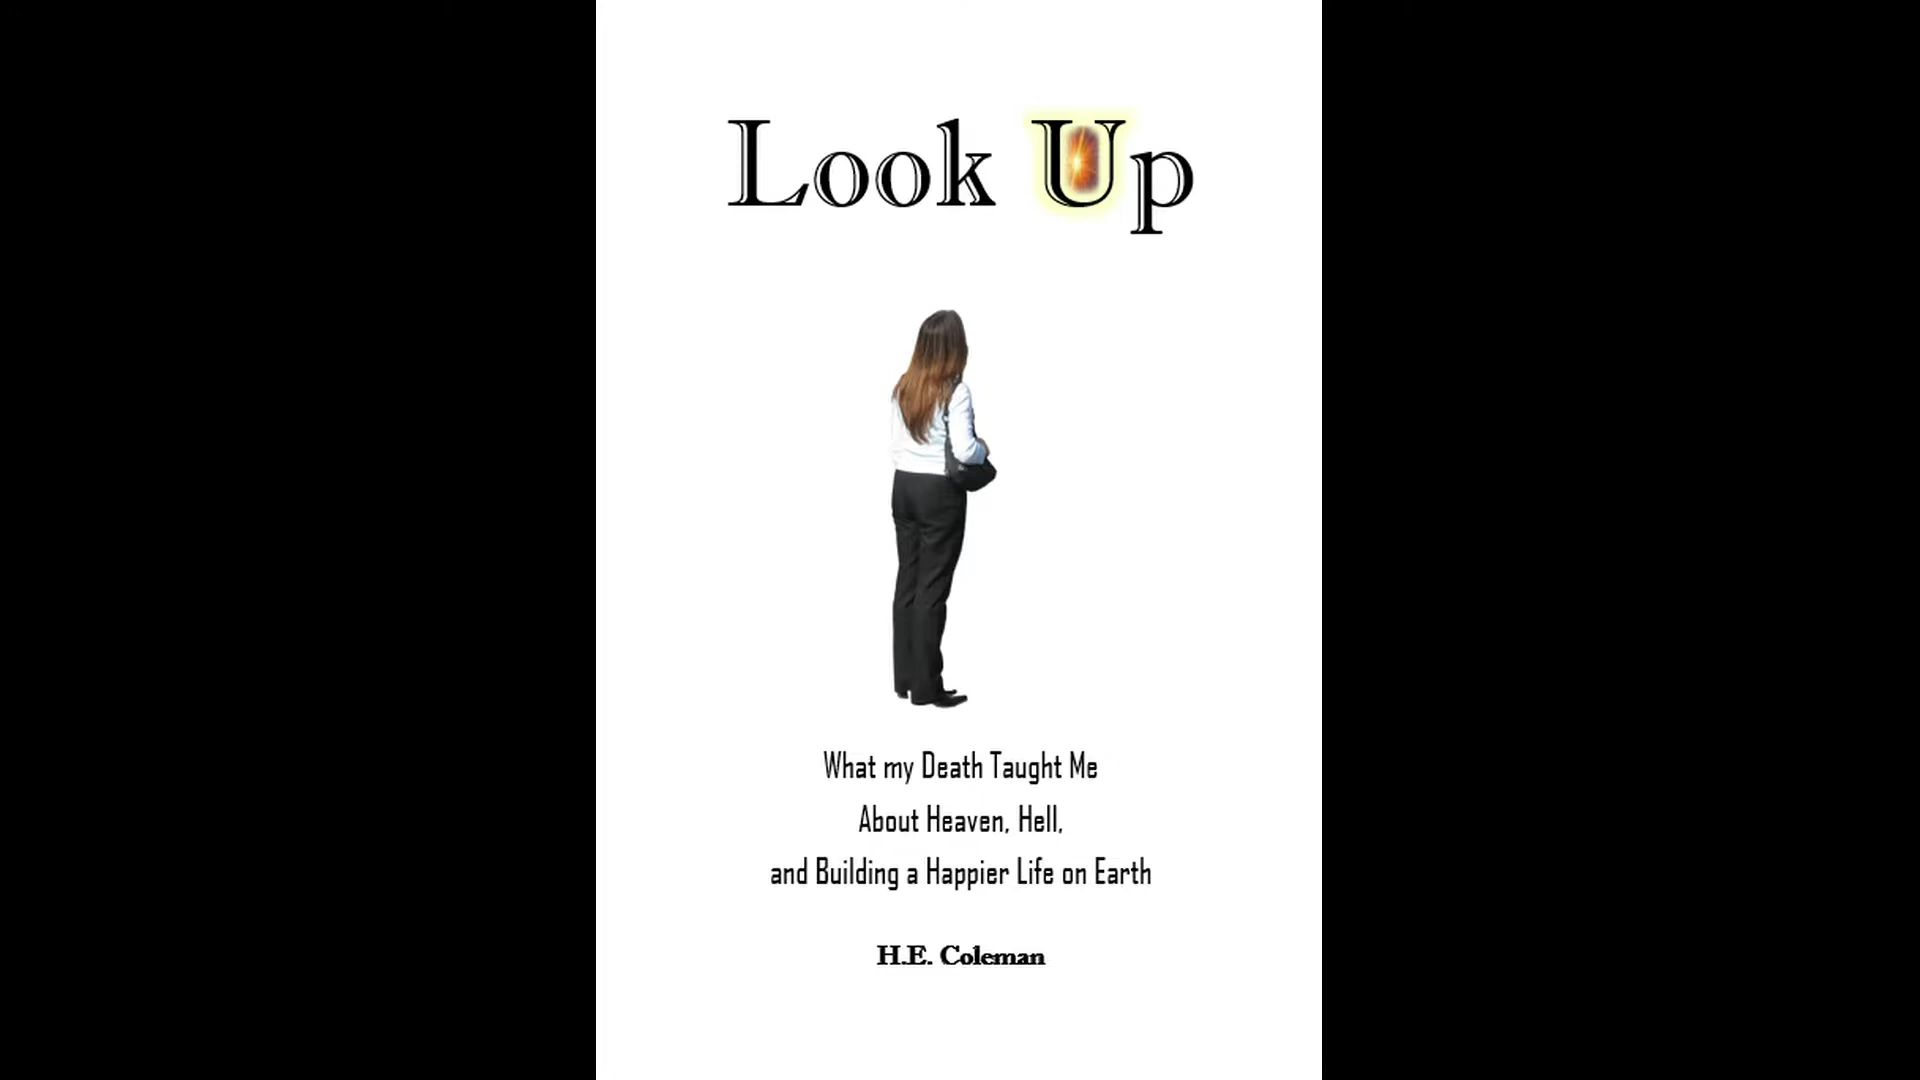 Look Up
What my Death Taught Me
About Heaven, Hell,
and Building a Happier Life on Earth
H.E. Coleman